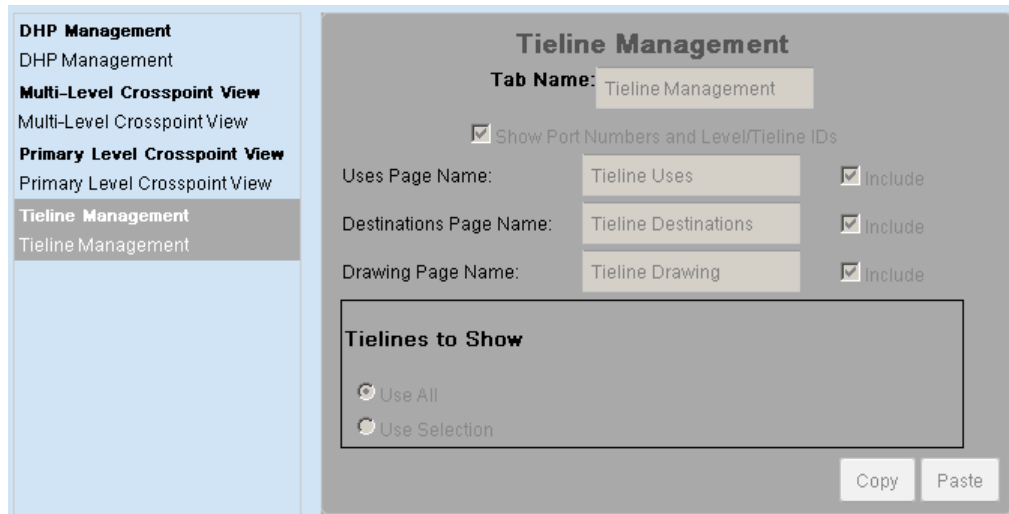 DHP Management
DHP Management
Multi-Level Crosspoint View
Multi-Level Crosspoint View
Primary Level Crosspoint View
Primary Level Crosspoint View
Tieline Management
Tieline Management
Tieline Management
Tab Name: Tieline Management
Show Port Numbers and Level/Tieline IDs
Uses Page Name: Tieline Uses Include
Destinations Page Name: Tieline Destinations Include
Drawing Page Name: Tieline Drawing Include
Tielines to Show
Use All
Use Selection
Copy Paste